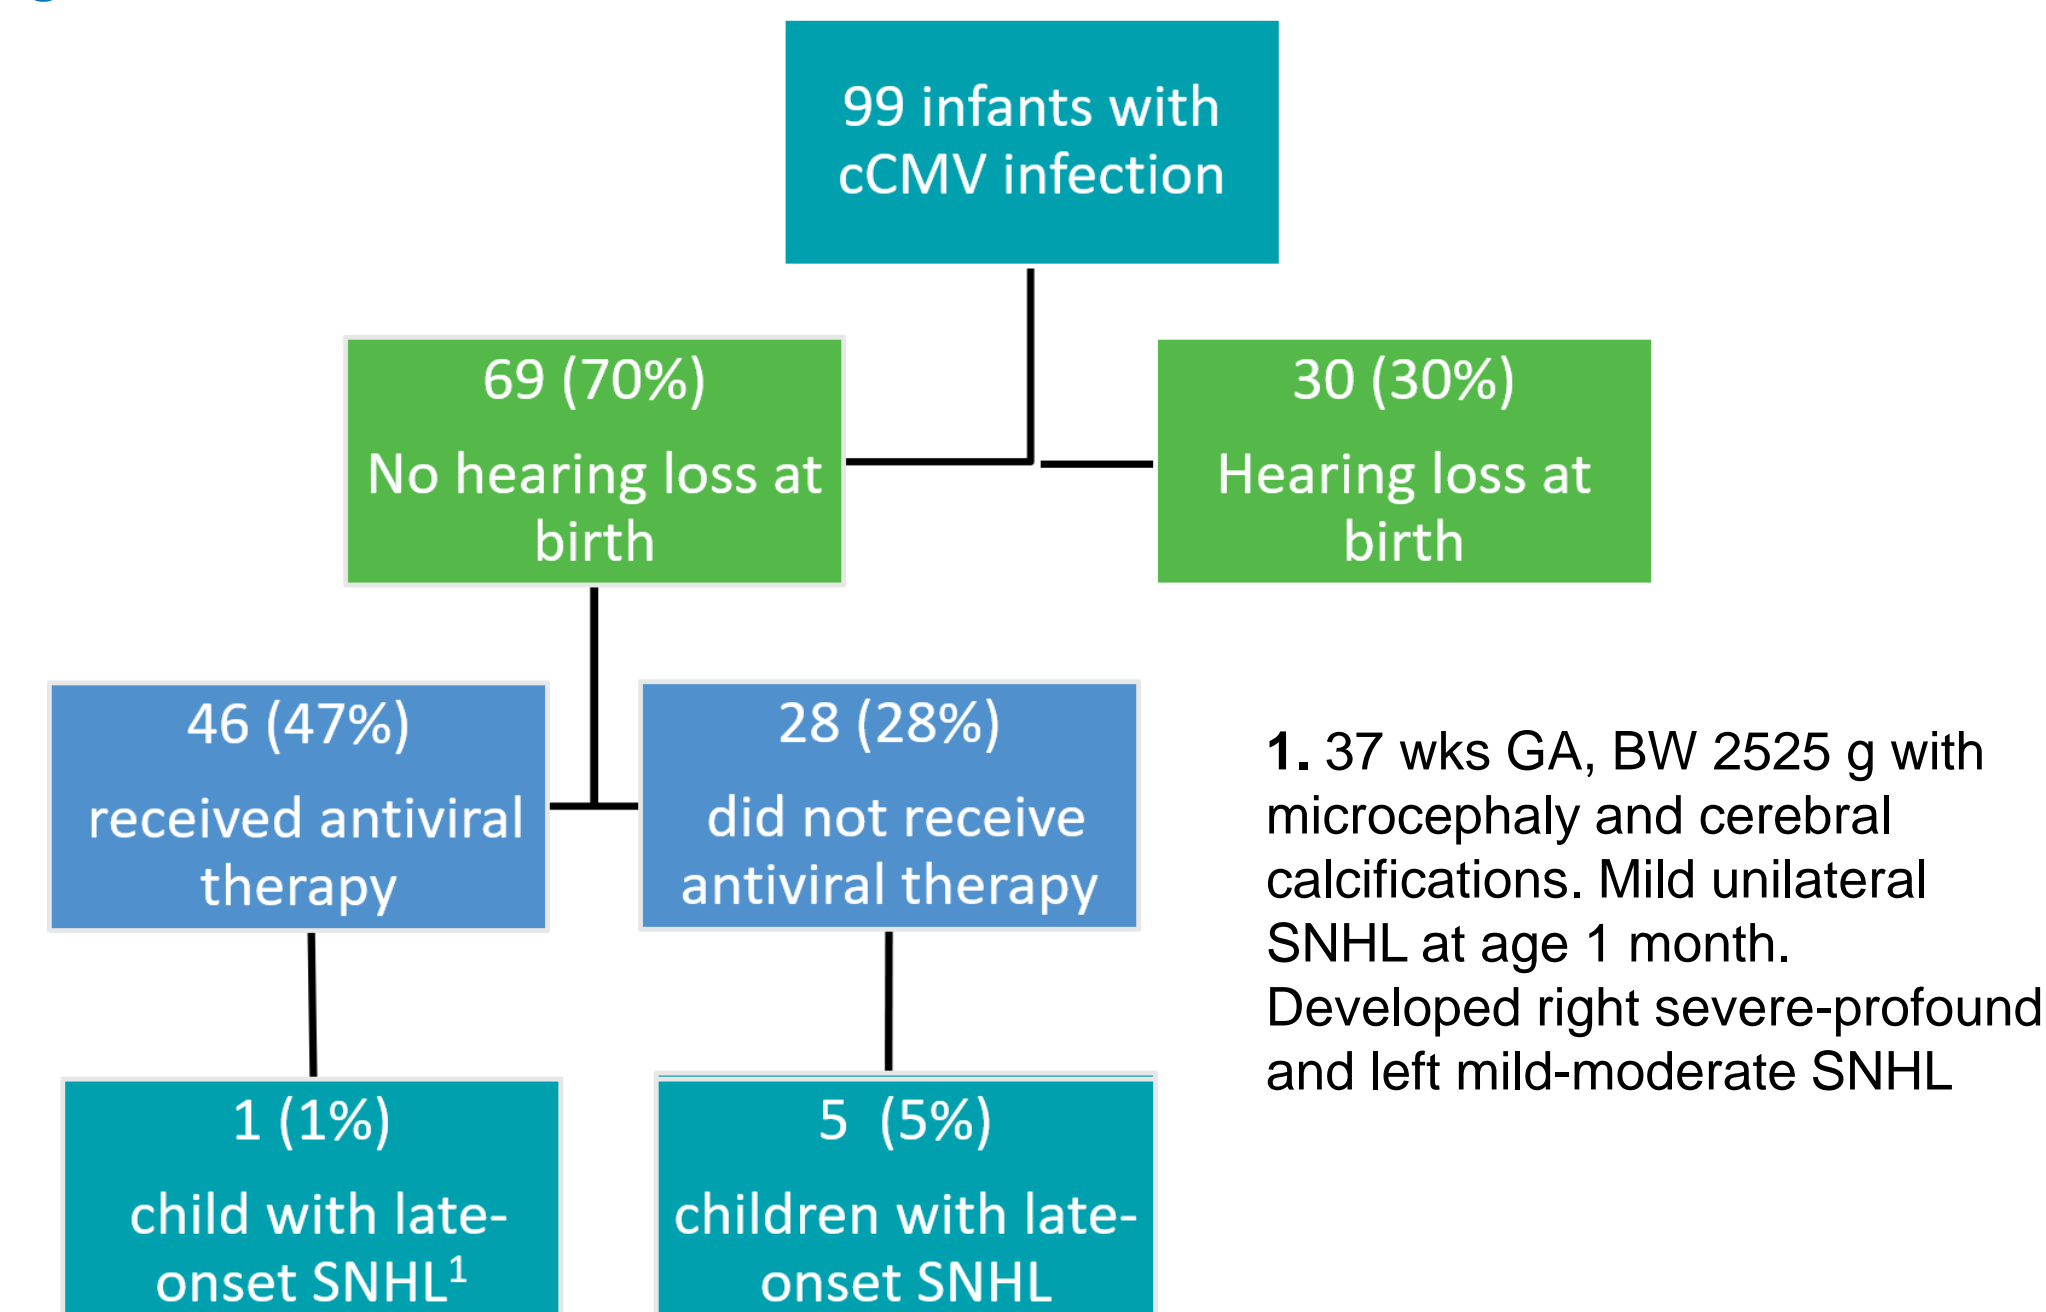 99 infants with
cCMV infection
69 (70%)
No hearing loss at
birth
30 (30%)
Hearing loss at
birth
46 (47%)
received antiviral
therapy
28 (28%)
did not receive
antiviral therapy
1. 37 wks GA, BW 2525 g with
microcephaly and cerebral
calcifications. Mild unilateral
SNHL at age 1 month.
Developed right severe-profound
and left mild-moderate SNHL
1 (1%)
child with late-
onset SNHL¹
5 (5%)
children with late-
onset SNHL